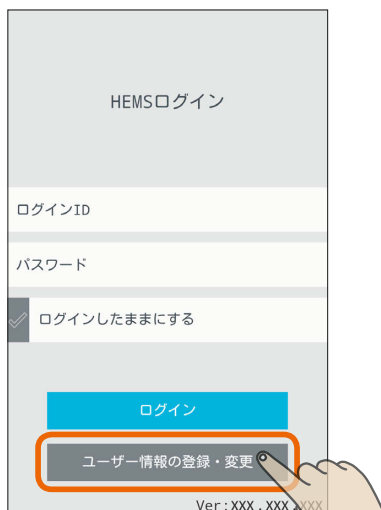 HEMSログイン
ログインID
パスワード
ログインしたままにする
ログイン
ユーザー情報の登録・変更
Ver:XXX.XXX.XXX